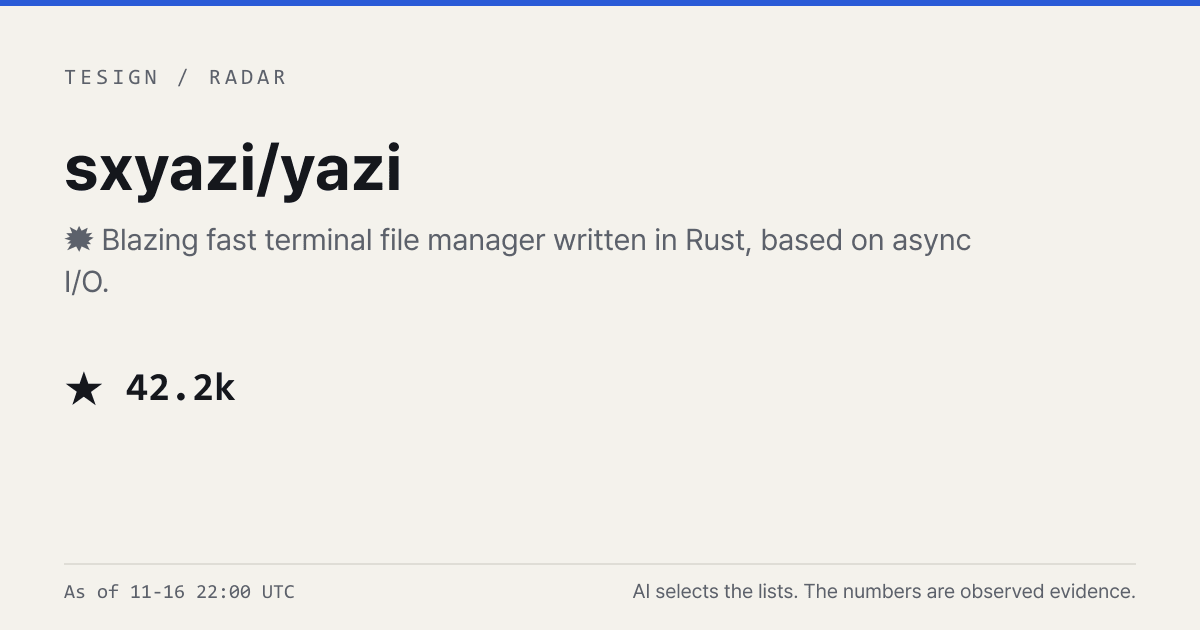 TESIGN / RADAR
sxyazi/yazi
✹ Blazing fast terminal file manager written in Rust, based on async
I/O.
★ 42.2k
As of 11-16 22:00 UTC
AI selects the lists. The numbers are observed evidence.